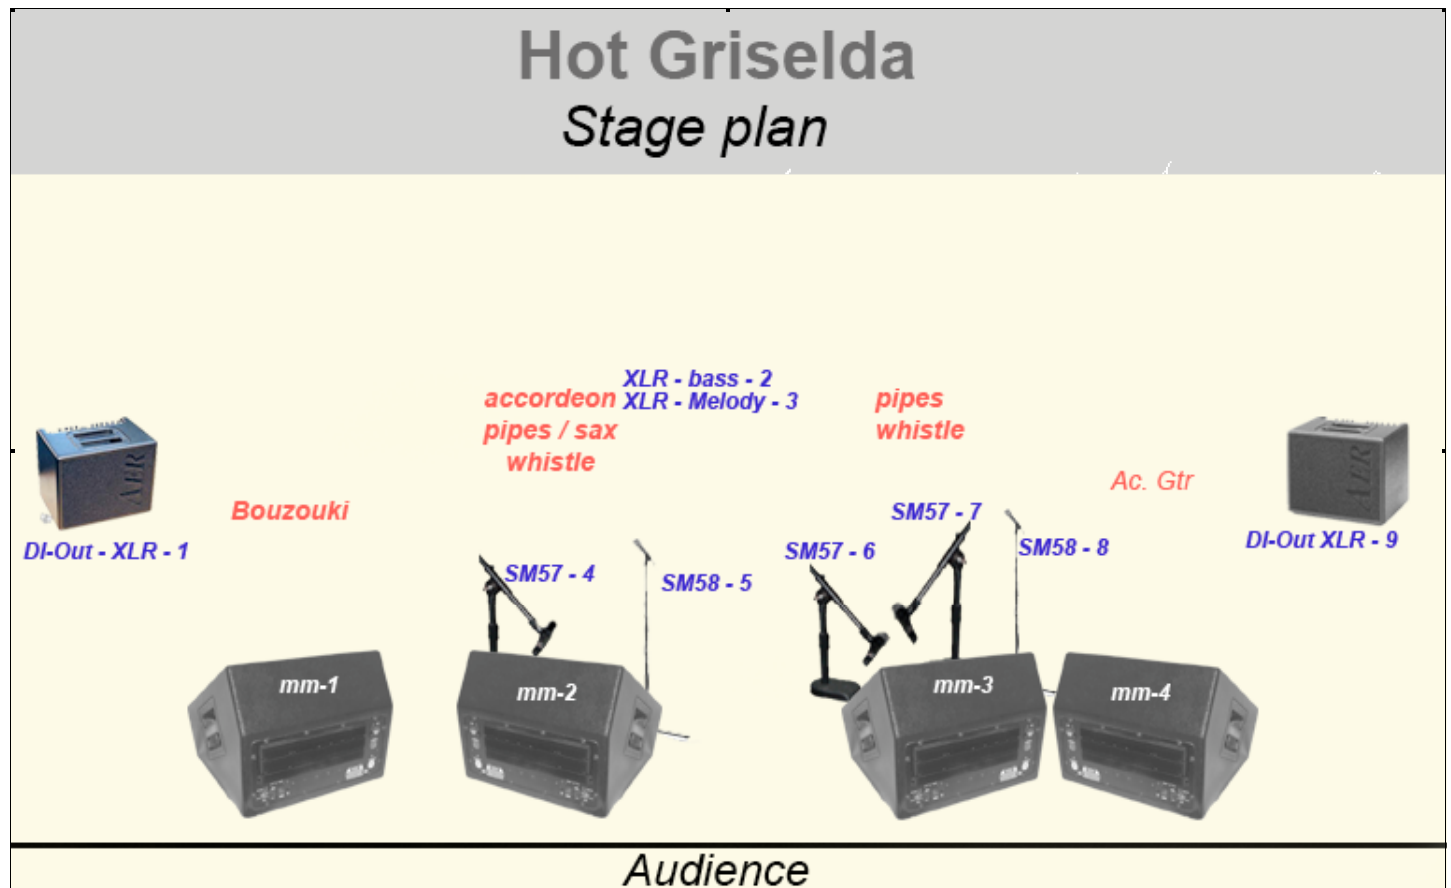 Hot Griselda
Stage plan
XLR - bass - 2
accordeon XLR - Melody - 3
pipes / sax
whistle
pipes
whistle
AER
Bouzouki
DI-Out - XLR - 1
Ac. Gtr
AER
DI-Out XLR - 9
SM57 - 4
SM58 - 5
SM57 - 6
SM57 - 7
SM58 - 8
mm-1
mm-2
mm-3
mm-4
Audience